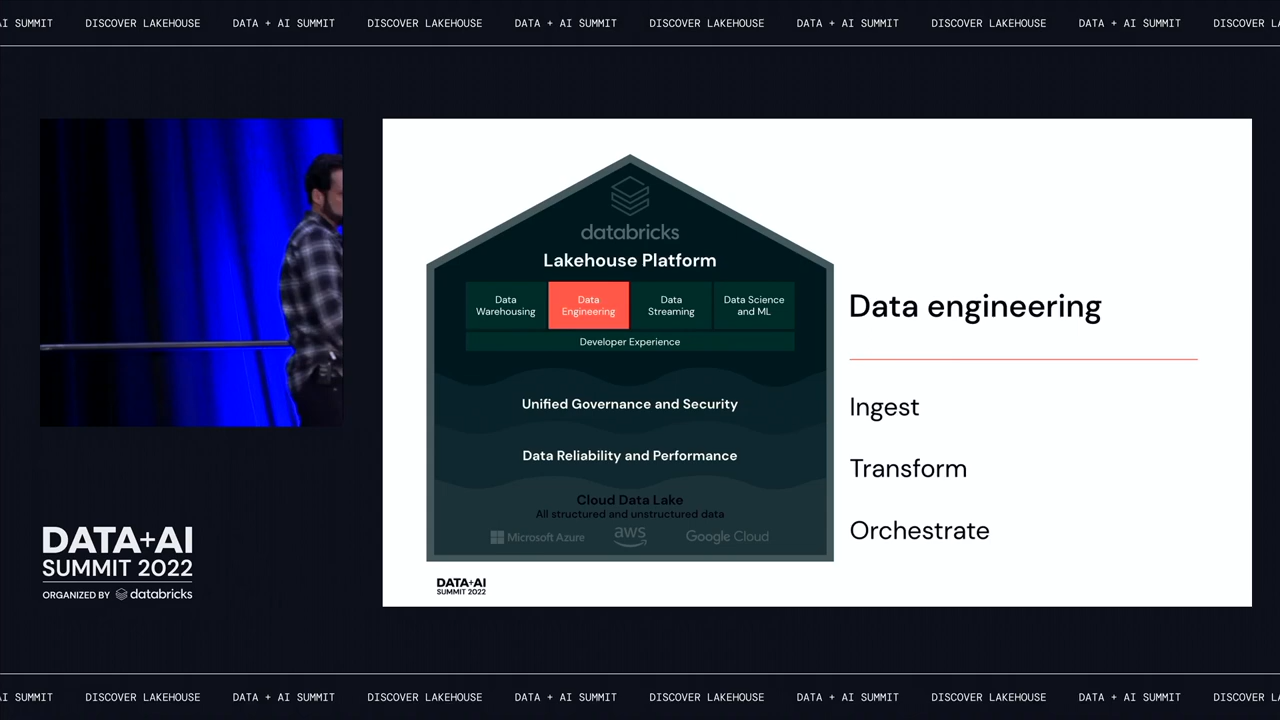 AI SUMMIT DISCOVER LAKEHOUSE DATA + AI SUMMIT DISCOVER LAKEHOUSE DATA + AI SUMMIT DISCOVER LAKEHOUSE DATA + AI SUMMIT DISCOVER LAKEHOUSE DATA + AI SUMMIT DISCOVER
databricks
Lakehouse Platform
Data Warehousing
Data Engineering
Data Streaming
Data Science and ML
Developer Experience
Unified Governance and Security
Data Reliability and Performance
Cloud Data Lake
All structured and unstructured data
Microsoft Azure aws Google Cloud
DATA+AI
SUMMIT 2022
Data engineering
Ingest
Transform
Orchestrate
DATA+AI
SUMMIT 2022
ORGANIZED BY databricks
AI SUMMIT DISCOVER LAKEHOUSE DATA + AI SUMMIT DISCOVER LAKEHOUSE DATA + AI SUMMIT DISCOVER LAKEHOUSE DATA + AI SUMMIT DISCOVER LAKEHOUSE DATA + AI SUMMIT DISCOVER